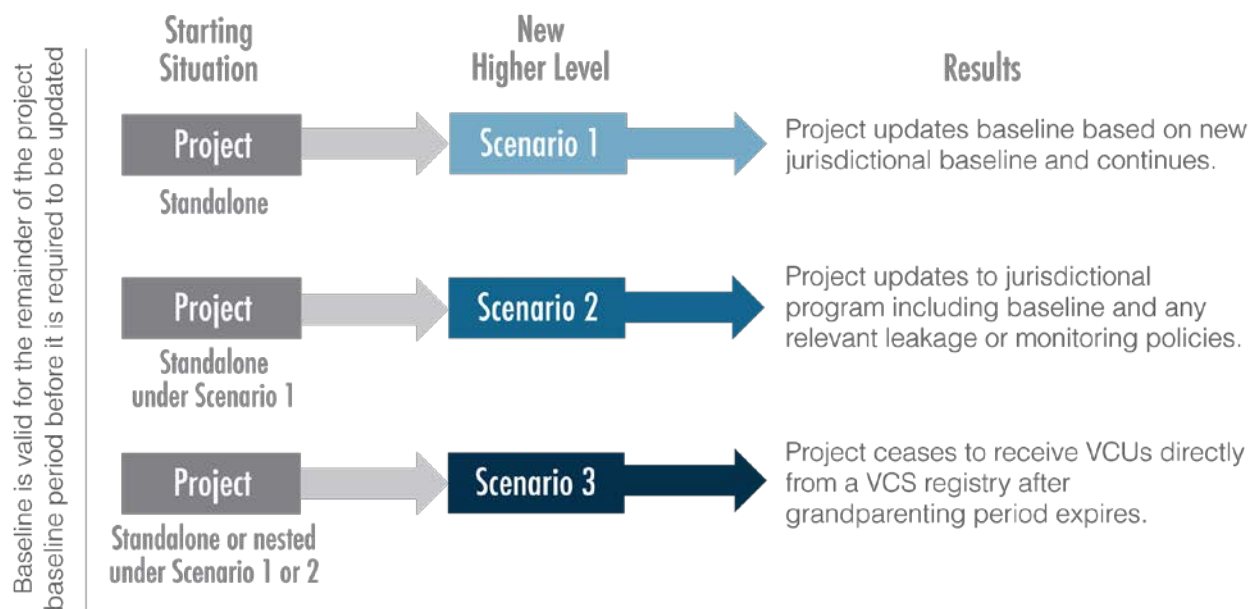 Baseline is valid for the remainder of the project
baseline period before it is required to be updated
Starting
Situation
New
Higher Level
Results
Project
Standalone
Scenario 1
Project updates baseline based on new
jurisdictional baseline and continues.
Project
Standalone
under Scenario 1
Scenario 2
Project updates to jurisdictional
program including baseline and any
relevant leakage or monitoring policies.
Project
Standalone or nested
under Scenario 1 or 2
Scenario 3
Project ceases to receive VCUs directly
from a VCS registry after
grandparenting period expires.